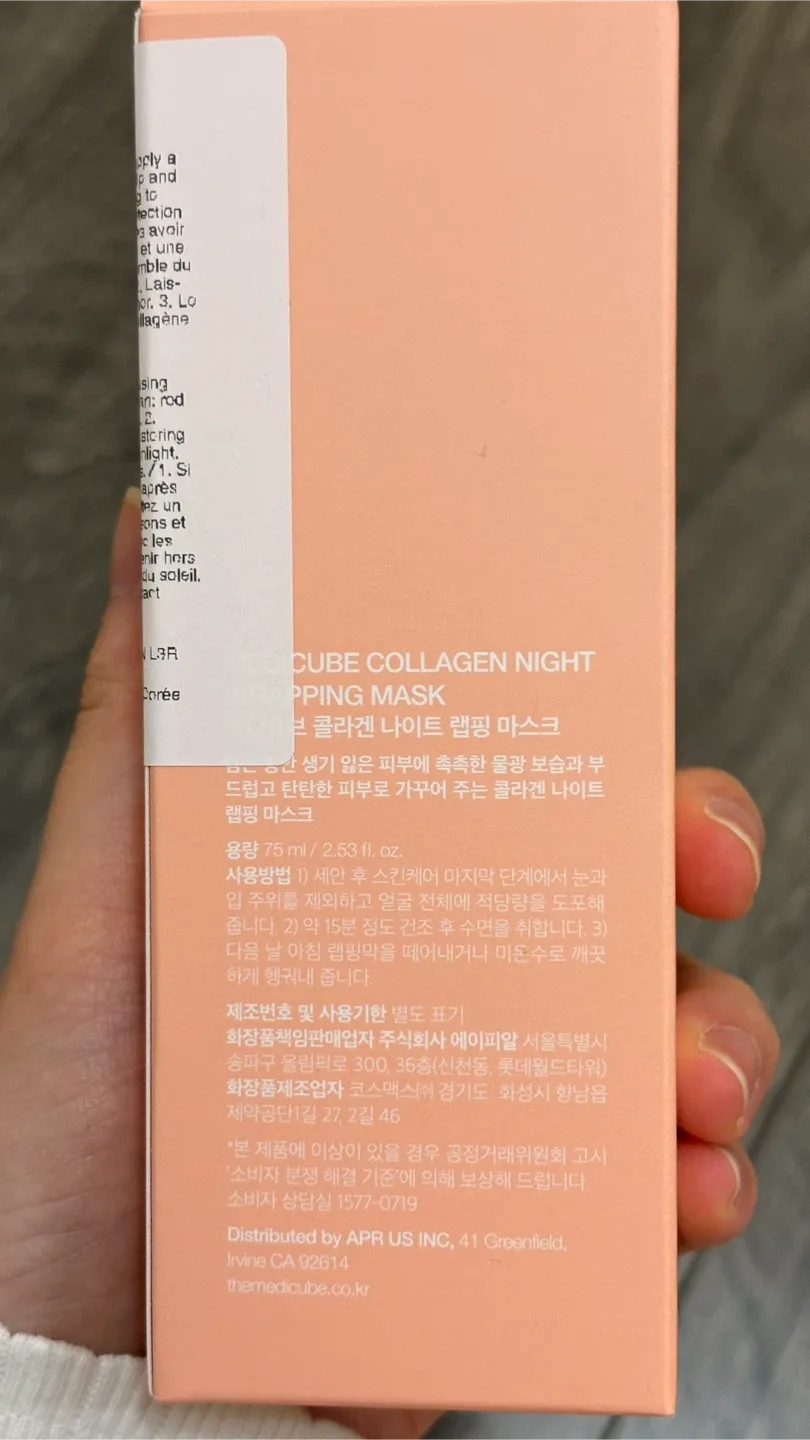 pply a
p and
g to
tection
s avoir
et une
mble du
. Lais-
or. 3. Lo
llagène
sing
an: red
. 2.
storing
nlight.
s./1. Si
après
tez un
sons et
c les
enir hors
du soleil.
act
N L3R
Corée
CUBE COLLAGEN NIGHT
PPING MASK
브 콜라겐 나이트 랩핑 마스크
생기 잃은 피부에 촉촉한 물광 보습과 부
드럽고 탄탄한 피부로 가꾸어 주는 콜라겐 나이트
랩핑 마스크
용량 75 ml / 2.53 fl. oz.
사용방법 1) 세안 후 스킨케어 마지막 단계에서 눈과
입 주위를 제외하고 얼굴 전체에 적당량을 도포해
줍니다. 2) 약 15분 정도 건조 후 수면을 취합니다. 3)
다음 날 아침 랩핑막을 떼어내거나 미온수로 깨끗
하게 헹궈내 줍니다.
제조번호 및 사용기한 별도 표기
화장품책임판매업자 주식회사 에이피알 서울특별시
송파구 올림픽로 300, 36층(신천동, 롯데월드타워)
화장품제조업자 코스맥스㈜ 경기도 화성시 향남읍
제약공단1길 27, 2길 46
*본 제품에 이상이 있을 경우 공정거래위원회 고시
'소비자 분쟁 해결 기준'에 의해 보상해 드립니다.
소비자 상담실 1577-0719
Distributed by APR US INC, 41 Greenfield,
Irvine CA 92614
themedicube.co.kr